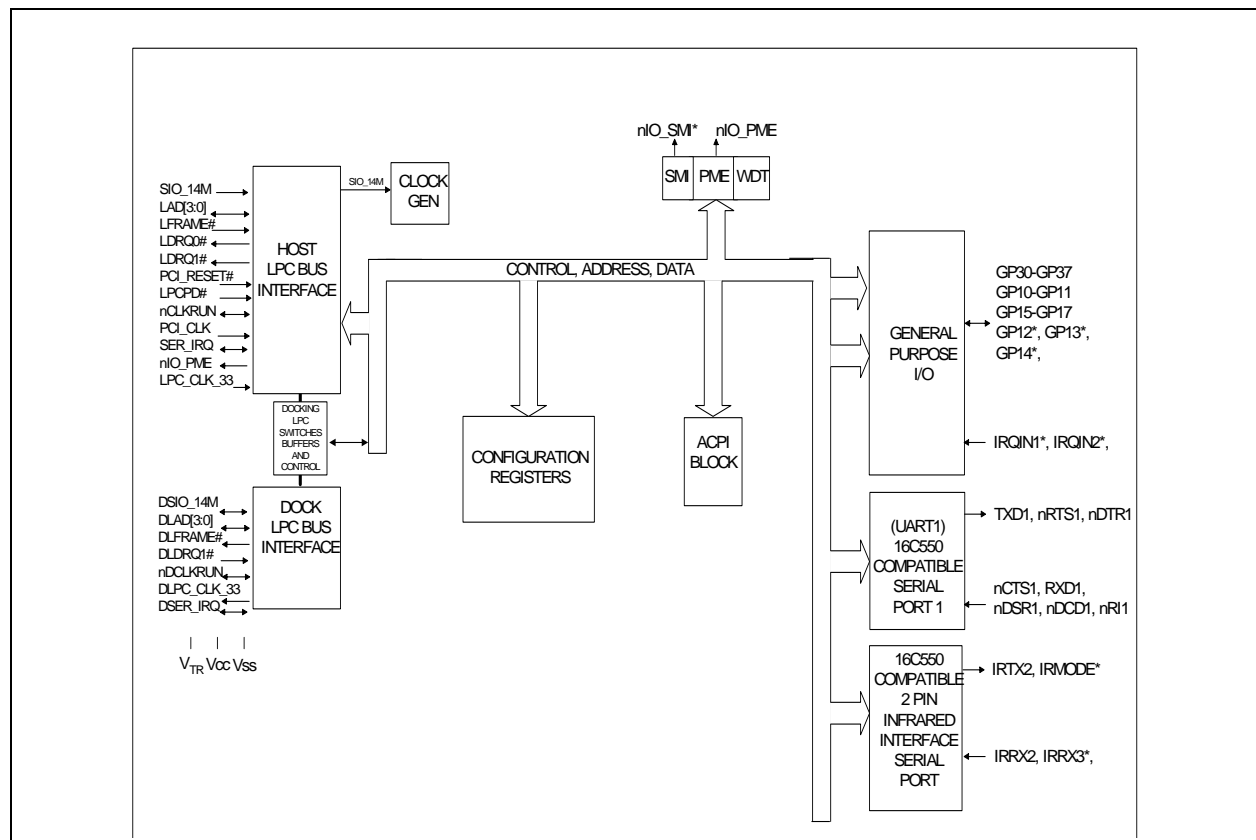 nIO_SMI* nIO_PME
SMI PME WDT
SIO_14M
LAD[3:0]
LFRAME#
LDRQ0#
LDRQ1#
PCI_RESET#
LPCPD#
nCLKRUN
PCI_CLK
SER_IRQ
nIO_PME
LPC_CLK_33
HOST
LPC BUS
INTERFACE
SIO_14M
CLOCK
GEN
CONTROL, ADDRESS, DATA
DOCKING
LPC
SWITCHES
BUFFERS
AND
CONTROL
DSIO_14M
DLAD[3:0]
DLFRAME#
DLDRQ1#
nDCLKRUN
DLPC_CLK_33
DSER_IRQ
DOCK
LPC BUS
INTERFACE
VTR Vcc Vss
CONFIGURATION
REGISTERS
ACPI
BLOCK
GENERAL
PURPOSE
I/O
GP30-GP37
GP10-GP11
GP15-GP17
GP12*, GP13*,
GP14*,
IRQIN1*, IRQIN2*,
(UART1)
16C550
COMPATIBLE
SERIAL
PORT 1
TXD1, nRTS1, nDTR1
nCTS1, RXD1,
nDSR1, nDCD1, nRI1
16C550
COMPATIBLE
2 PIN
INFRARED
INTERFACE
SERIAL
PORT
IRTX2, IRMODE*
IRRX2, IRRX3*,